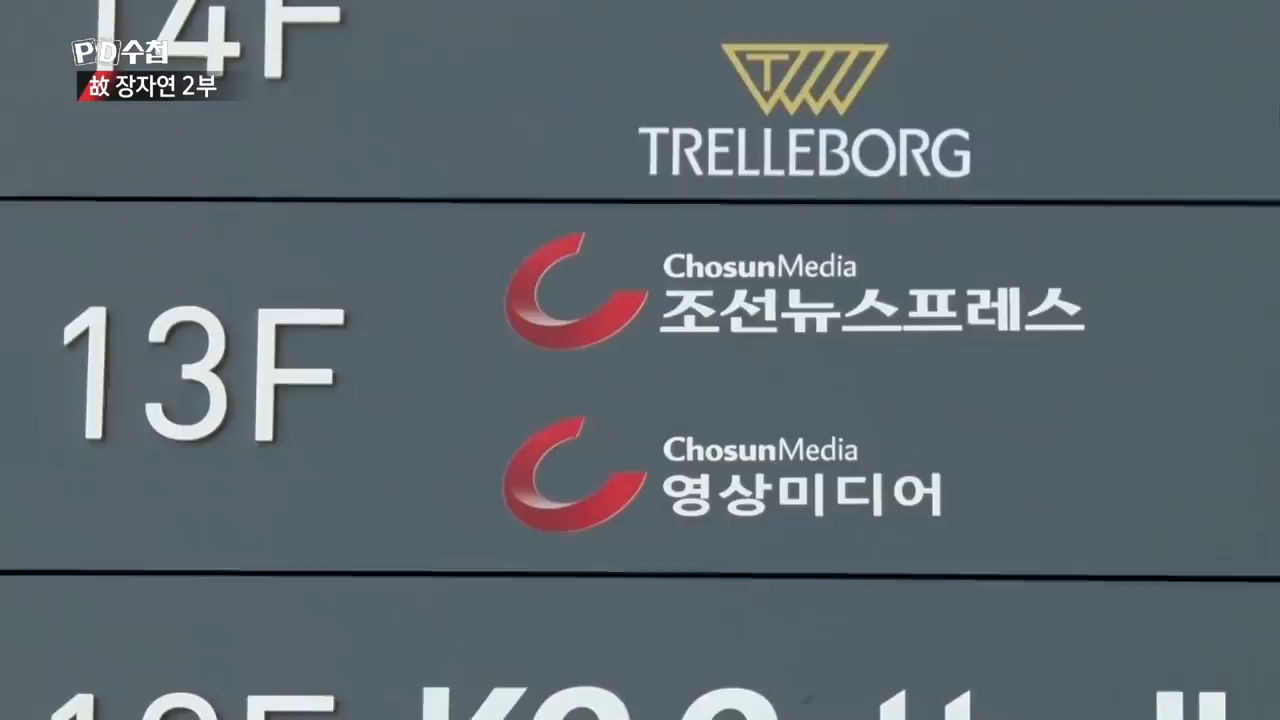 14F
PD수첩
故 장자연 2부
TRELLEBORG
13F
ChosunMedia
조선뉴스프레스
ChosunMedia
영상미디어